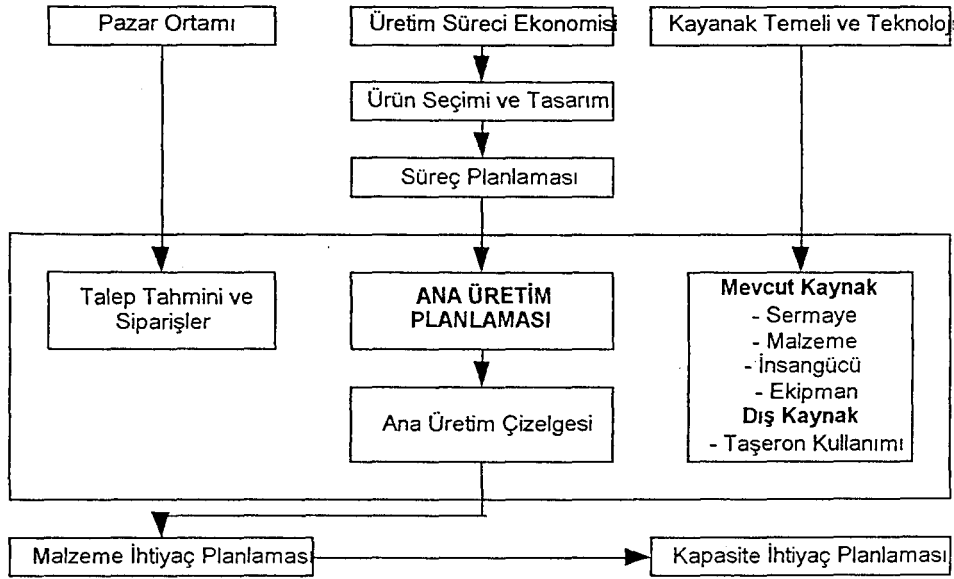 Pazar Ortamı
Üretim Süreci Ekonomisi
Kayanak Temeli ve Teknoloj
Ürün Seçimi ve Tasarım
Süreç Planlaması
Talep Tahmini ve
Siparişler
ANA ÜRETİM
PLANLAMASI
Ana Üretim Çizelgesi
Mevcut Kaynak
- Sermaye
- Malzeme
- İnsangücü
- Ekipman
Dış Kaynak
- Taşeron Kullanımı
Malzeme İhtiyaç Planlaması
Kapasite İhtiyaç Planlaması